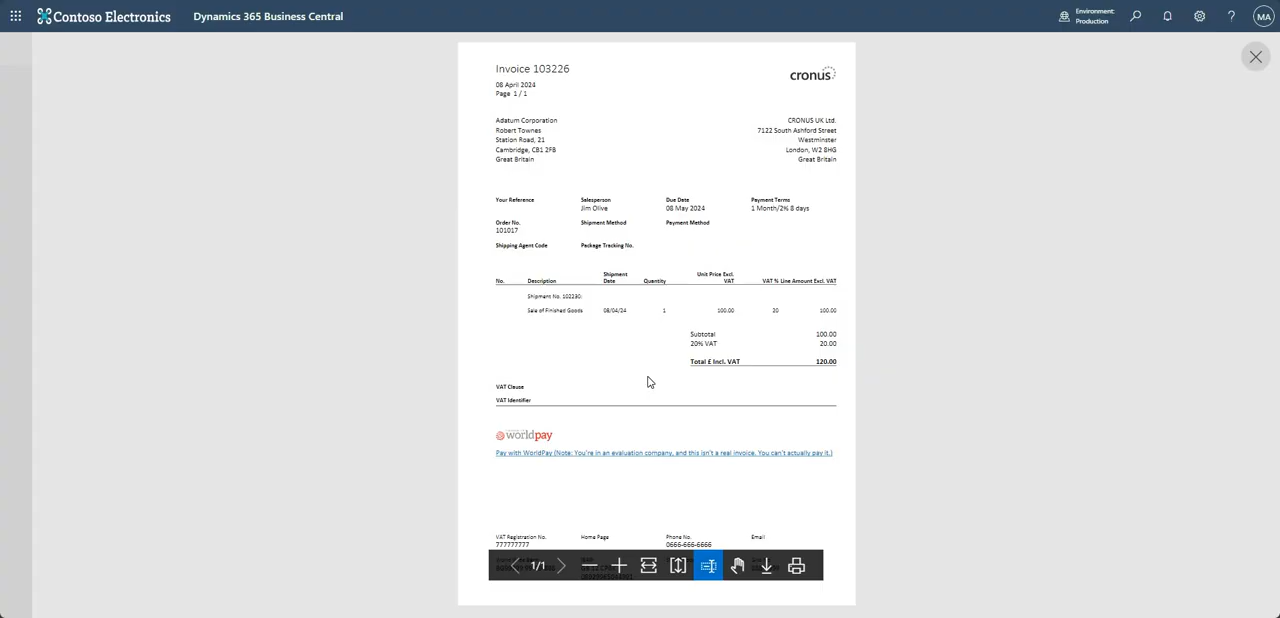 Contoso Electronics Dynamics 365 Business Central Environment: Production MA
Invoice 103226
cronus
08 April 2024
Page 1 / 1
Adatum Corporation CRONUS UK Ltd.
Robert Townes 7122 South Ashford Street
Station Road, 21 Westminster
Cambridge, CB1 2FB London, W2 8HG
Great Britain Great Britain
Your Reference Salesperson Due Date Payment Terms
Jim Olive 08 May 2024 1 Month/2% 8 days
Order No. Shipment Method Payment Method
101017
Shipping Agent Code Package Tracking No.
No. Description Shipment Date Quantity Unit Price Excl. VAT VAT % Line Amount Excl. VAT
Shipment No. 102230:
Sale of Finished Goods 08/04/24 1 100.00 20 100.00
Subtotal 100.00
20% VAT 20.00
Total £ Incl. VAT 120.00
VAT Clause
VAT Identifier
worldpay
Pay with WorldPay (Note: You're in an evaluation company, and this isn't a real invoice. You can't actually pay it.)
VAT Registration No. Home Page Phone No. Email
777777777 0666-666-6666
1/1